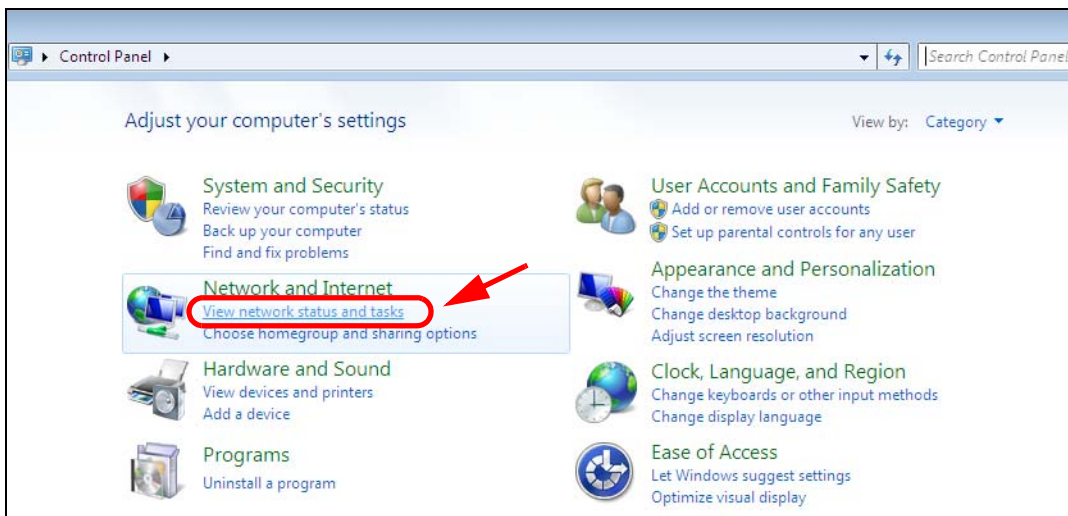 Control Panel
Search Control Panel
Adjust your computer's settings
View by: Category
System and Security
Review your computer's status
Back up your computer
Find and fix problems
Network and Internet
View network status and tasks
Choose homegroup and sharing options
Hardware and Sound
View devices and printers
Add a device
Programs
Uninstall a program
User Accounts and Family Safety
Add or remove user accounts
Set up parental controls for any user
Appearance and Personalization
Change the theme
Change desktop background
Adjust screen resolution
Clock, Language, and Region
Change keyboards or other input methods
Change display language
Ease of Access
Let Windows suggest settings
Optimize visual display